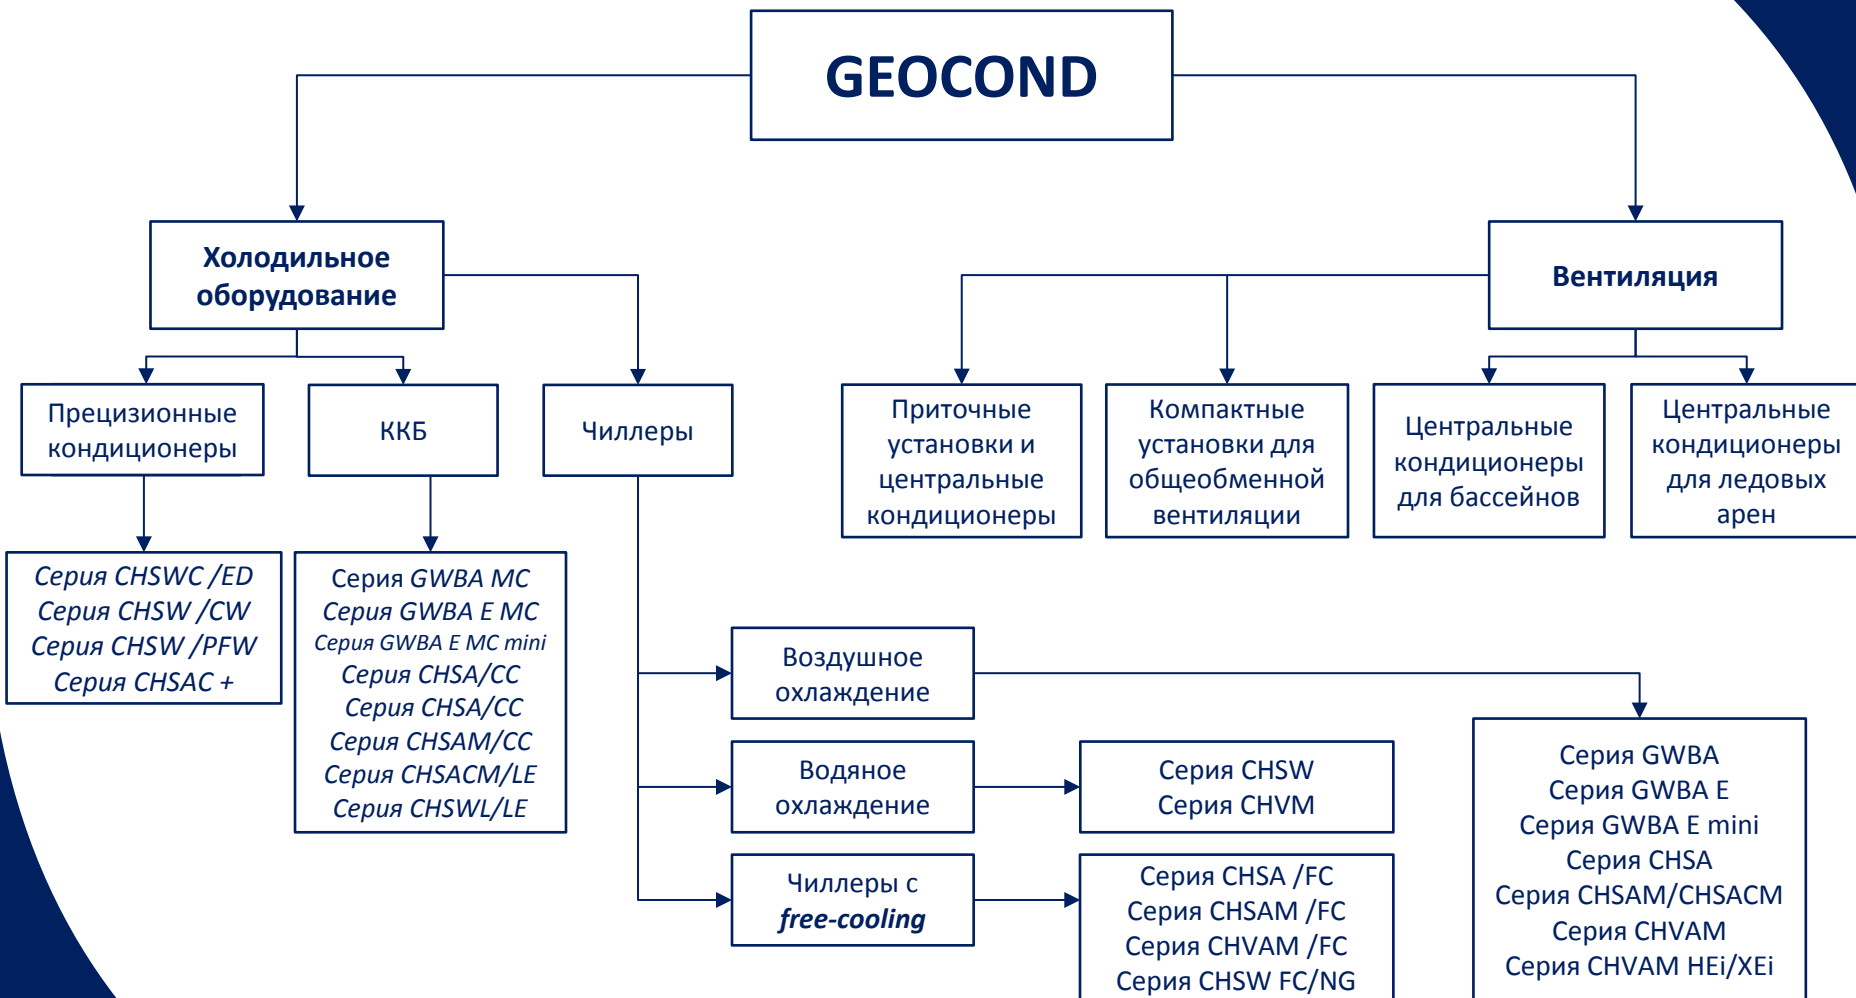 GEOCOND
Холодильное
оборудование
Вентиляция
Прецизионные
кондиционеры
ККБ
Чиллеры
Приточные
установки и
центральные
кондиционеры
Компактные
установки для
общеобменной
вентиляции
Центральные
кондиционеры
для бассейнов
Центральные
кондиционеры
для ледовых
арен
Серия CHSWC /ED
Серия CHSW /CW
Серия CHSW /PFW
Серия CHSAC +
Серия GWBA MC
Серия GWBA E MC
Серия GWBA E MC mini
Серия CHSA/CC
Серия CHSA/CC
Серия CHSAM/CC
Серия CHSACM/LE
Серия CHSWL/LE
Воздушное
охлаждение
Водяное
охлаждение
Серия CHSW
Серия CHVM
Чиллеры с
free-cooling
Серия CHSA /FC
Серия CHSAM /FC
Серия CHVAM /FC
Серия CHSW FC/NG
Серия GWBA
Серия GWBA E
Серия GWBA E mini
Серия CHSA
Серия CHSAM/CHSACM
Серия CHVAM
Серия CHVAM HEi/XEi